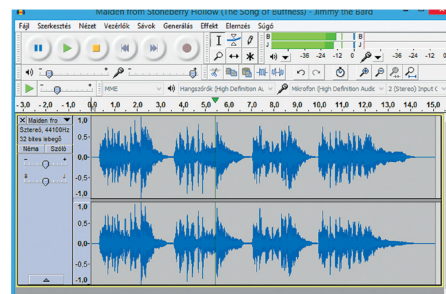 Maiden from Stoneberry Hollow (The Song of Buffness) - Jimmy the Bard
Fájl Szerkesztés Nézet Vezérlők Sávok Generálás Effekt Elemzés Súgó
B
J
-36 -24 -12 0
-36 -24 -12
MME
Hangszórók (High Definition Au
Mikrofon (High Definition Audic
2 (Stereo) Input C
-3,0 -2,0 -1,0 0,0 1,0 2,0 3,0 4,0 5,0 6,0 7,0 8,0 9,0 10,0 11,0 12,0 13,0 14,0 15,0
Maiden fro
Sztereó, 44100Hz
32 bites lebegő
Néma Szóló
1,0
0,5
0,0
-0,5
-1,0
1,0
0,5
0,0
-0,5
-1,0